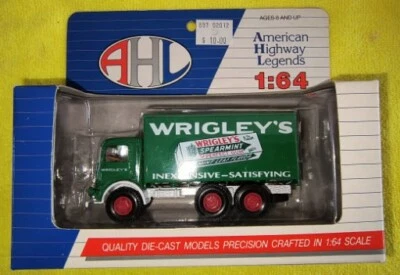 AGES 8 AND UP
$ 10.00
AHL
American
Highway
Legends
1:64
WRIGLEY'S
WRIGLEY'S
SPEARMINT
INEXPENSIVE-SATISFYING
WRIGLEY'S
QUALITY DIE-CAST MODELS PRECISION CRAFTED IN 1:64 SCALE